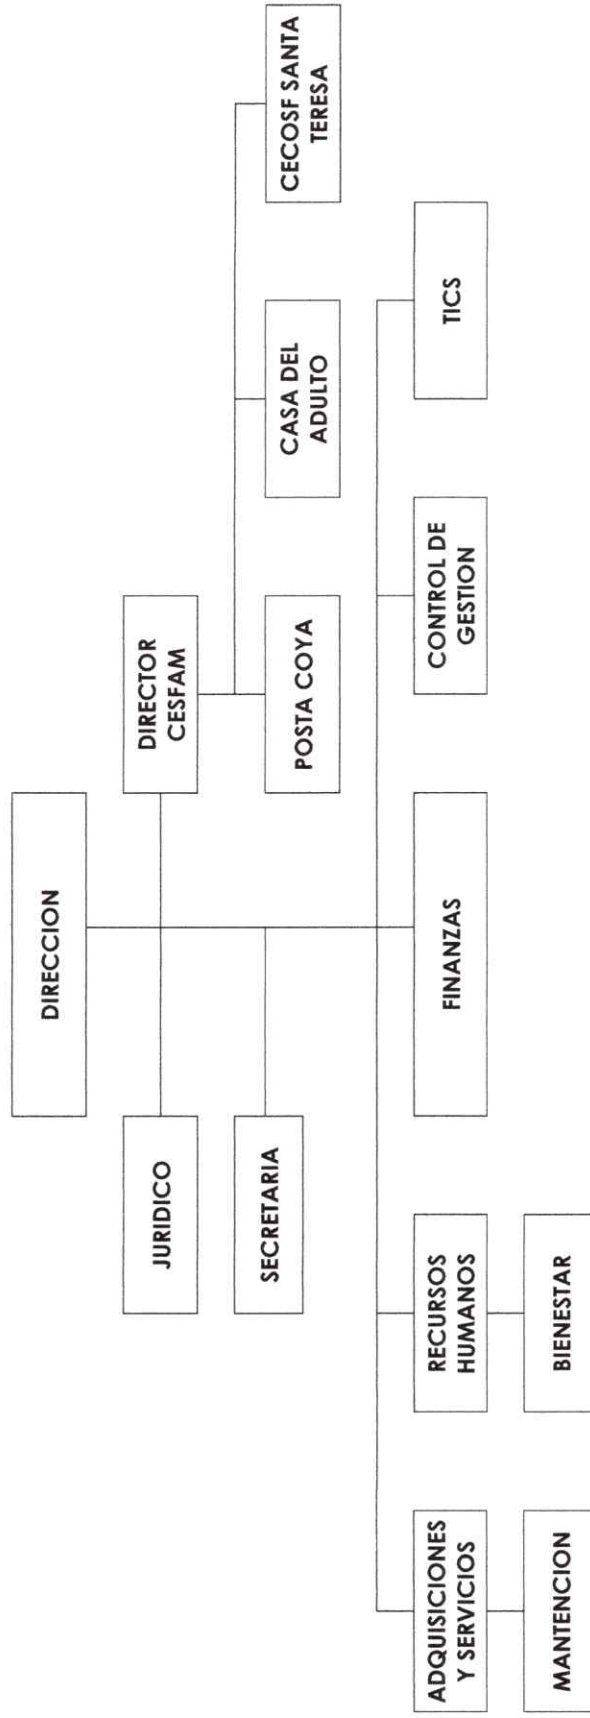 DIRECCION
JURIDICO
DIRECTOR
CESFAM
SECRETARIA
POSTA COYA
CASA DEL
ADULTO
CECOSF SANTA
TERESA
ADQUISICIONES
Y SERVICIOS
RECURSOS
HUMANOS
FINANZAS
CONTROL DE
GESTION
TICS
MANTENCION
BIENESTAR